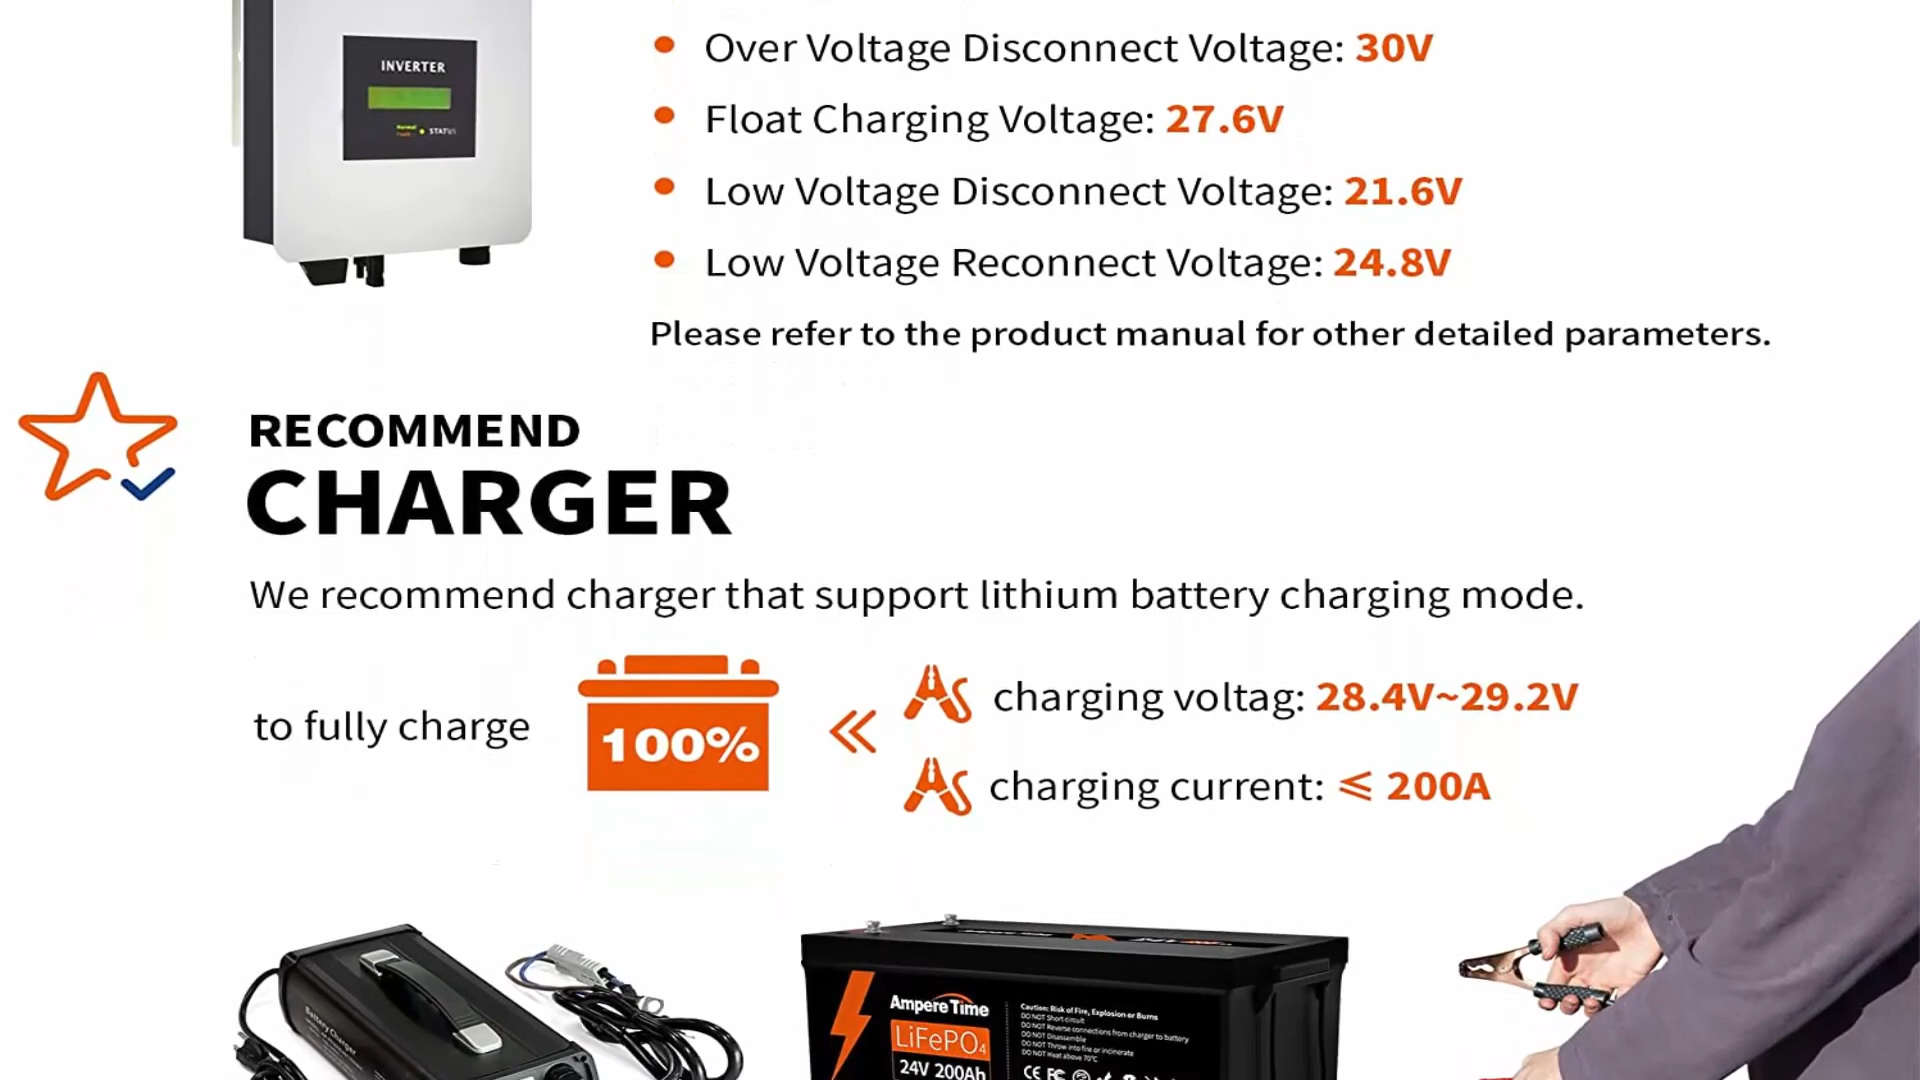 INVERTER
STATUS
Over Voltage Disconnect Voltage: 30V
Float Charging Voltage: 27.6V
Low Voltage Disconnect Voltage: 21.6V
Low Voltage Reconnect Voltage: 24.8V
Please refer to the product manual for other detailed parameters.
RECOMMEND
CHARGER
We recommend charger that support lithium battery charging mode.
to fully charge
100%
charging voltag: 28.4V~29.2V
charging current: ⩽ 200A
Battery Charger
Ampere Time
LiFePO4
24V 200Ah
Caution: Risk of Fire, Explosion or Burns
DO NOT Short circuit
DO NOT Reverse connections from charger to battery
DO NOT Disassemble
DO NOT Throw into fire or incinerate
DO NOT Heat above 70°C